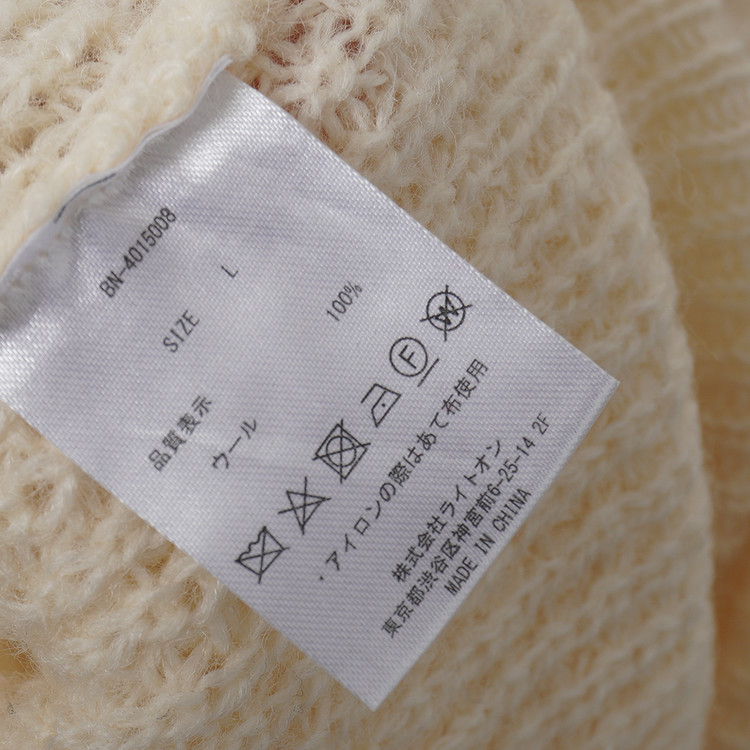 BN-4015008
SIZE L
品質表示
ウール 100%
・アイロンの際はあて布使用
株式会社ライトオン
東京都渋谷区神宮前6-25-14 2F
MADE IN CHINA